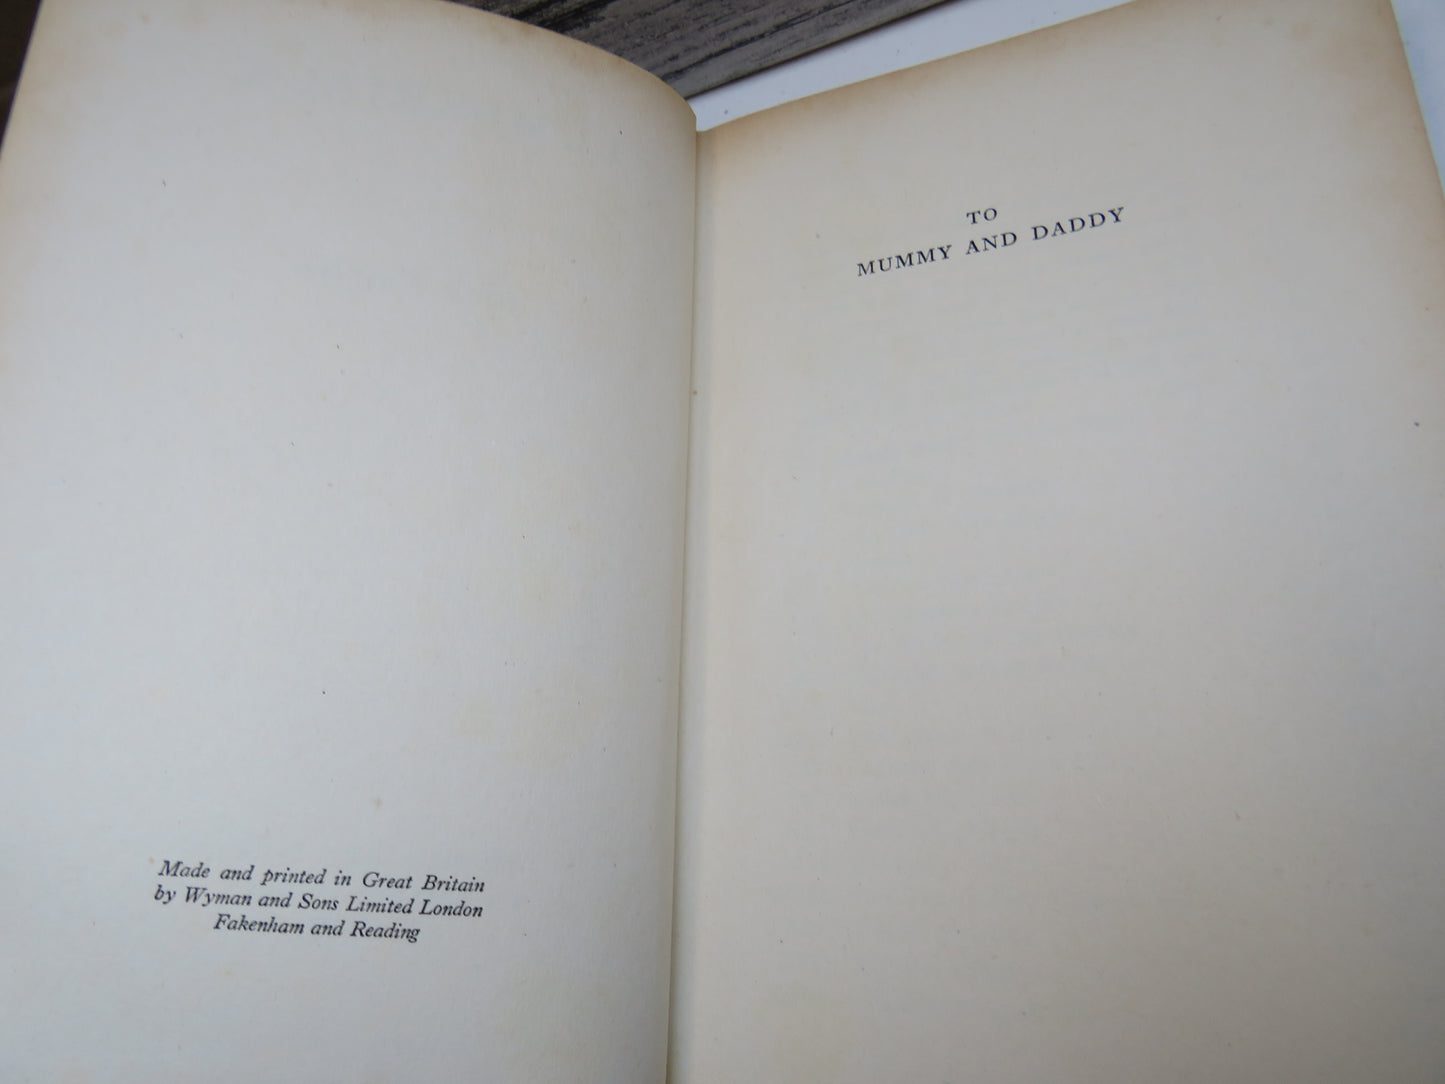 Made and printed in Great Britain
by Wyman and Sons Limited London
Fakenham and Reading
TO
MUMMY AND DADDY